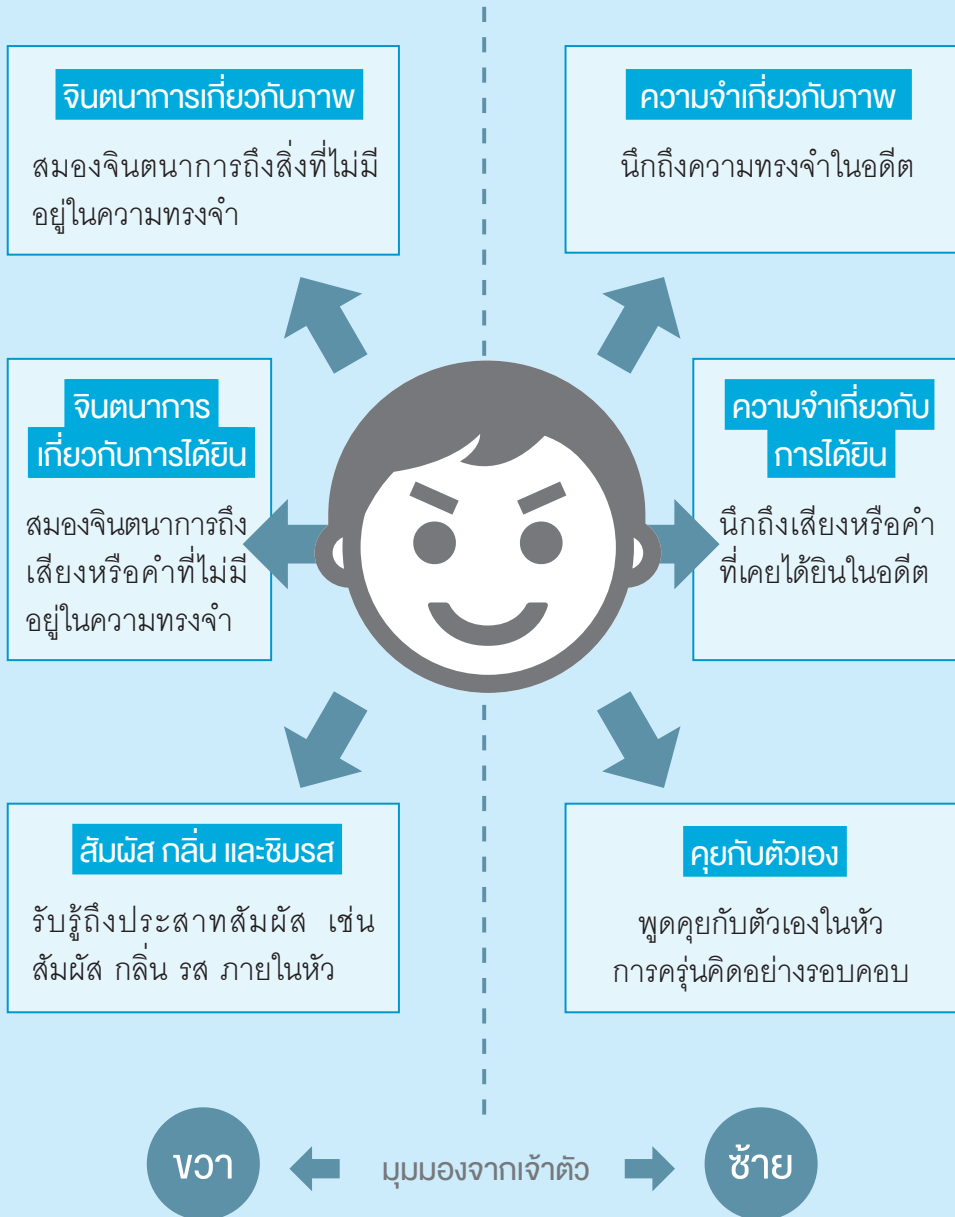 จินตนาการเกี่ยวกับภาพ
สมองจินตนาการถึงสิ่งที่ไม่มี
อยู่ในความทรงจำ
ความจำเกี่ยวกับภาพ
นึกถึงความทรงจำในอดีต
จินตนาการ
เกี่ยวกับการได้ยิน
สมองจินตนาการถึง
เสียงหรือคำที่ไม่มี
อยู่ในความทรงจำ
ความจำเกี่ยวกับ
การได้ยิน
นึกถึงเสียงหรือคำ
ที่เคยได้ยินในอดีต
สัมผัส กลิ่น และชิมรส
รับรู้ถึงประสาทสัมผัส เช่น
สัมผัส กลิ่น รส ภายในหัว
คุยกับตัวเอง
พูดคุยกับตัวเองในหัว
การครุ่นคิดอย่างรอบคอบ
ขวา
มุมมองจากเจ้าตัว
ซ้าย